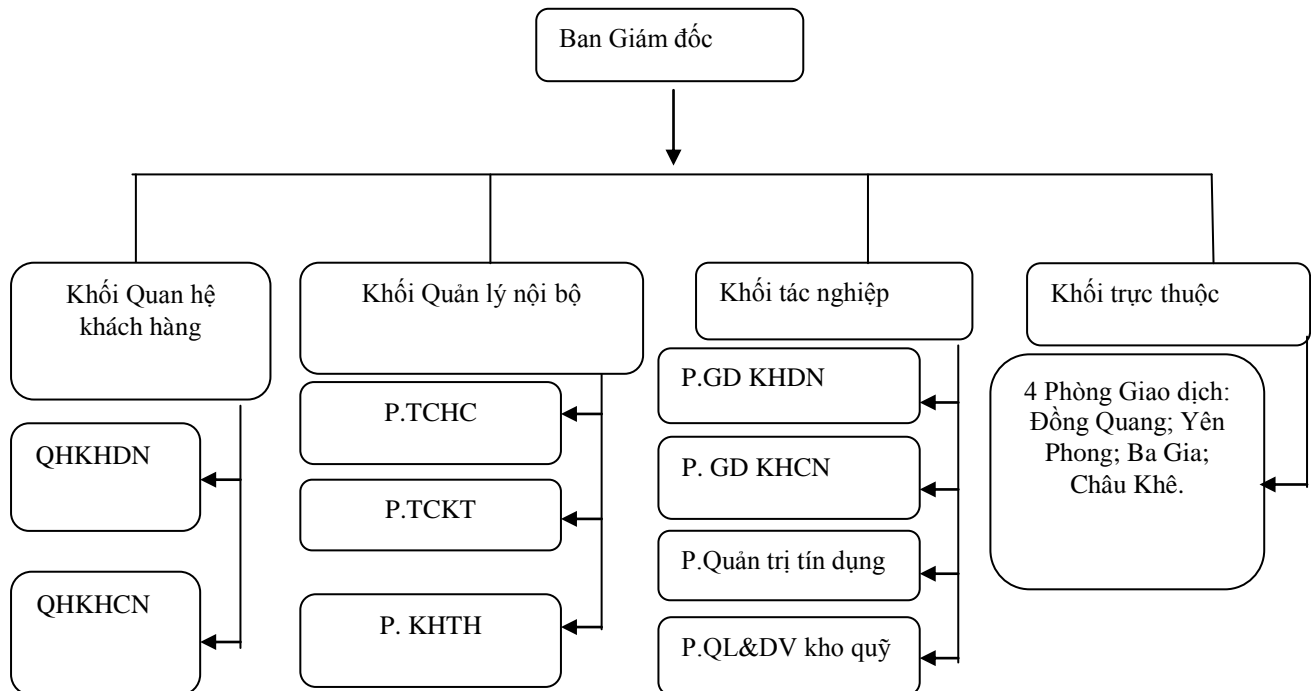 Ban Giám đốc
Khối Quan hệ
khách hàng
QHKHDN
QHKHCN
Khối Quản lý nội bộ
P.TCHC
P.TCKT
P. KHTH
Khối tác nghiệp
P.GD KHDN
P. GD KHCN
P.Quản trị tín dụng
P.QL&DV kho quỹ
Khối trực thuộc
4 Phòng Giao dịch:
Đồng Quang; Yên
Phong; Ba Gia;
Châu Khê.